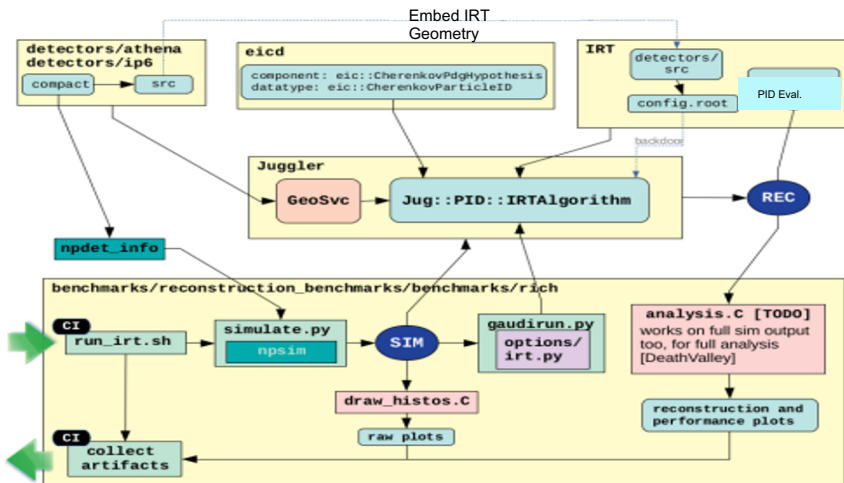 Embed IRT
Geometry
detectors/athena
detectors/ip6
compact
src
eicd
component: eic::CherenkovPdgHypothesis
datatype: eic::CherenkovParticleID
IRT
detectors/
src
config.root
PID Eval.
backdoor
Juggler
GeoSvc
Jug::PID::IRTAlgorithm
REC
npdet_info
benchmarks/reconstruction_benchmarks/benchmarks/rich
CI
run_irt.sh
simulate.py
npsim
SIM
gaudirun.py
options/
irt.py
analysis.C [TODO]
works on full sim output
too, for full analysis
[DeathValley]
draw_histos.C
raw plots
reconstruction and
performance plots
CI
collect
artifacts